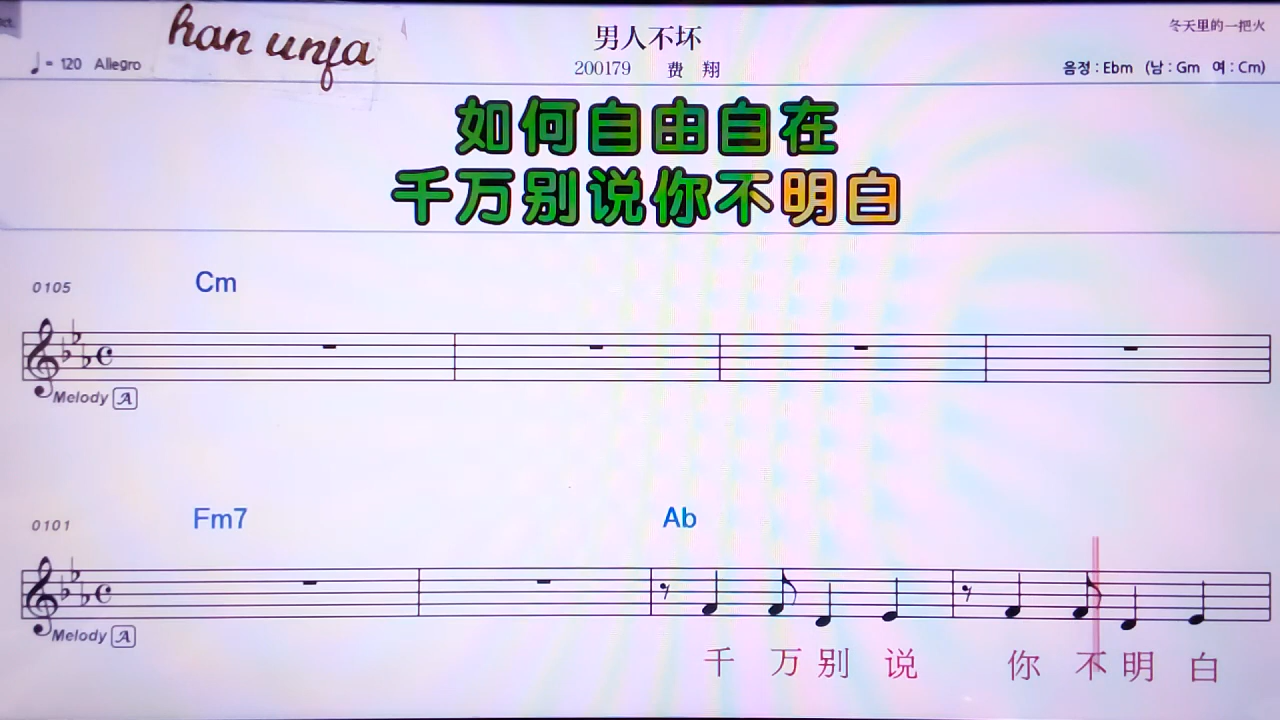 han unfa
♩= 120 Allegro
男人不坏
200179 费 翔
冬天里的一把火
음정 : Ebm (남 : Gm 여 : Cm)
如何自由自在
千万别说你不明白
0105
Cm
Melody A
0101
Fm7
Ab
Melody A
千 万 别 说 你 不 明 白